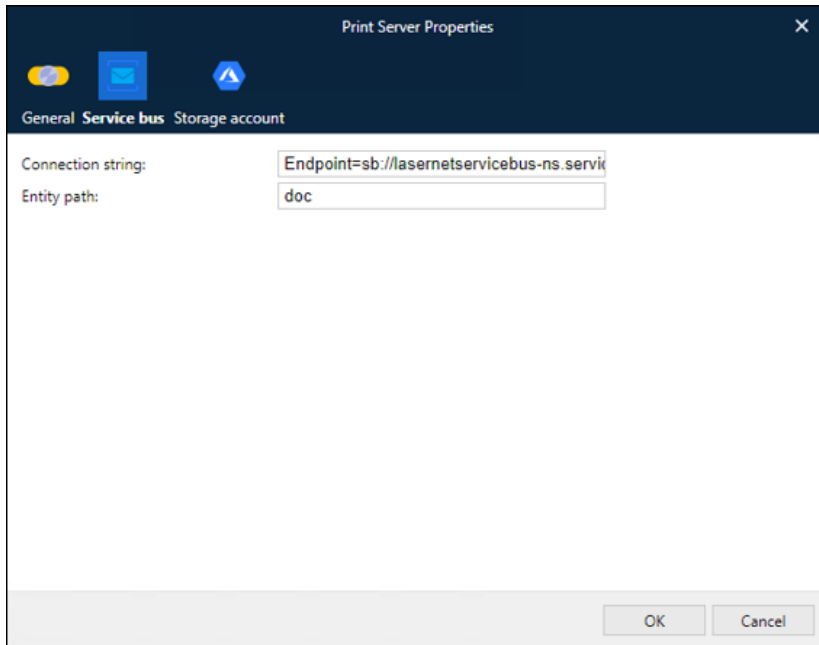 Print Server Properties
General Service bus Storage account
Connection string: Endpoint=sb://lasernetservicebus-ns.servic
Entity path: doc
OK Cancel